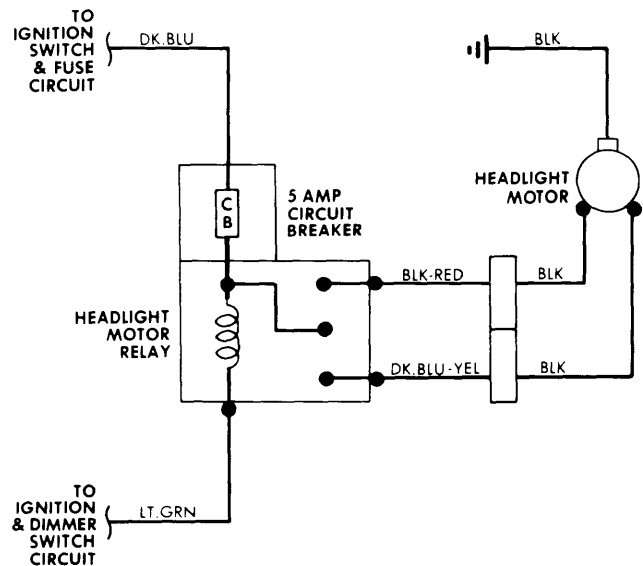 TO
IGNITION
SWITCH
& FUSE
CIRCUIT
DK.BLU
BLK
C
B
5 AMP
CIRCUIT
BREAKER
HEADLIGHT
MOTOR
HEADLIGHT
MOTOR
RELAY
BLK-RED
BLK
DK.BLU-YEL
BLK
TO
IGNITION
& DIMMER
SWITCH
CIRCUIT
LT.GRN